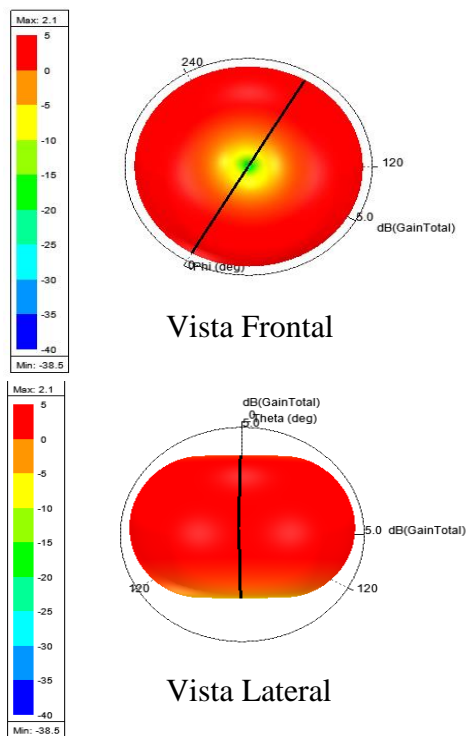 Max: 2.1
5
0
-5
-10
-15
-20
-25
-30
-35
-40
Min: -38.5
240
120
5.0
dB(GainTotal)
0
Phi (deg)
Vista Frontal
Max: 2.1
5
0
-5
-10
-15
-20
-25
-30
-35
-40
Min: -38.5
dB(GainTotal)
0
Theta (deg)
5.0
5.0 dB(GainTotal)
120
120
Vista Lateral